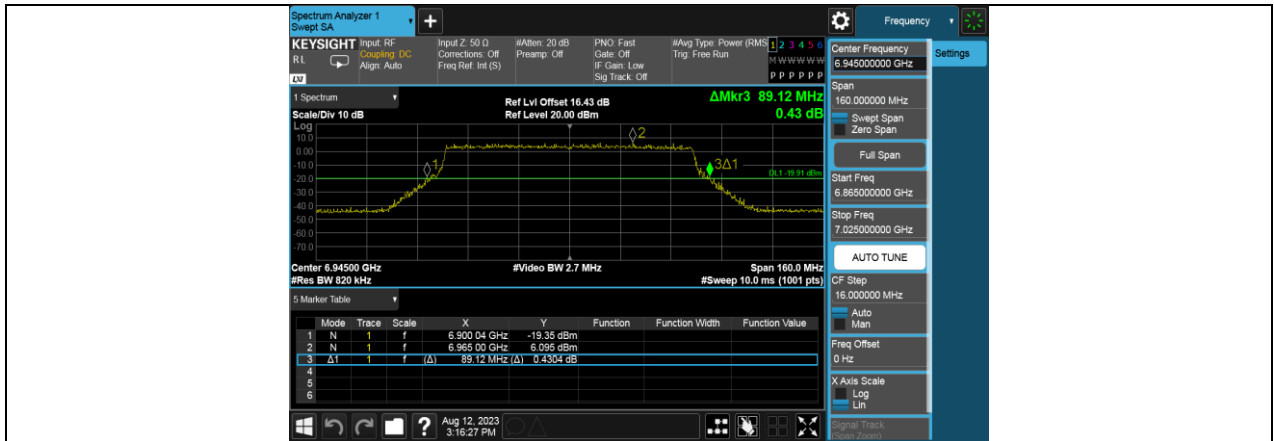 Spectrum Analyzer 1
Swept SA
+
Frequency
KEYSIGHT
RL
LXI
Input: RF
Coupling: DC
Align: Auto
Input Z: 50 Ω
Corrections: Off
Freq Ref: Int (S)
#Atten: 20 dB
Preamp: Off
PNO: Fast
Gate: Off
IF Gain: Low
Sig Track: Off
#Avg Type: Power (RMS
Trig: Free Run
1 2 3 4 5 6
M W W W W W
P P P P P P
1 Spectrum
Scale/Div 10 dB
Ref Lvl Offset 16.43 dB
Ref Level 20.00 dBm
ΔMkr3 89.12 MHz
0.43 dB
Log
10.0
0.00
-10.0
-20.0
-30.0
-40.0
-50.0
-60.0
-70.0
1
2
3Δ1
DL1 -19.91 dBm
Center 6.94500 GHz
#Res BW 820 kHz
#Video BW 2.7 MHz
Span 160.0 MHz
#Sweep 10.0 ms (1001 pts)
5 Marker Table
Mode Trace Scale X Y Function Function Width Function Value
1 N 1 f 6.900 04 GHz -19.35 dBm
2 N 1 f 6.965 00 GHz 6.095 dBm
3 Δ1 1 f (Δ) 89.12 MHz (Δ) 0.4304 dB
4
5
6
?
Aug 12, 2023
3:16:27 PM
Center Frequency
6.945000000 GHz
Settings
Span
160.000000 MHz
Swept Span
Zero Span
Full Span
Start Freq
6.865000000 GHz
Stop Freq
7.025000000 GHz
AUTO TUNE
CF Step
16.000000 MHz
Auto
Man
Freq Offset
0 Hz
X Axis Scale
Log
Lin
Signal Track
(Span Zoom)